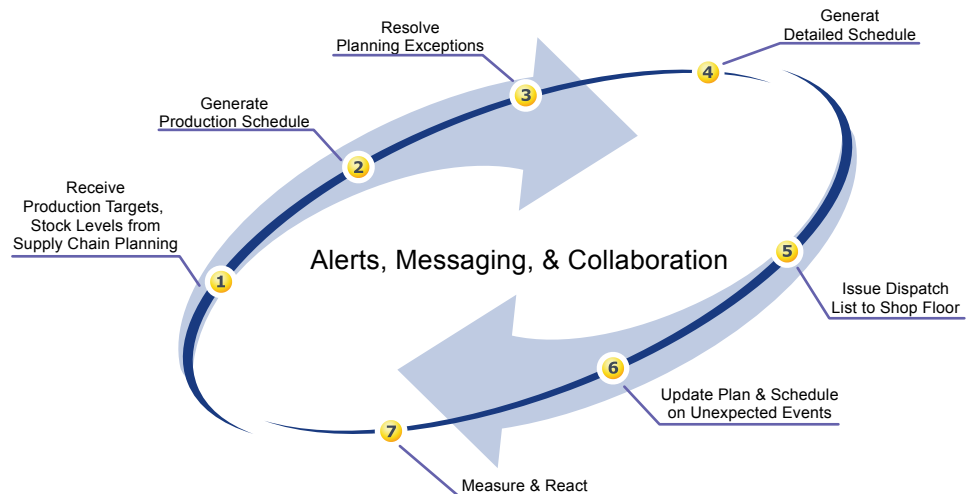 Receive
Production Targets,
Stock Levels from
Supply Chain Planning
1
Generate
Production Schedule
2
Resolve
Planning Exceptions
3
Generat
Detailed Schedule
4
Alerts, Messaging, & Collaboration
5
Issue Dispatch
List to Shop Floor
6
Update Plan & Schedule
on Unexpected Events
7
Measure & React